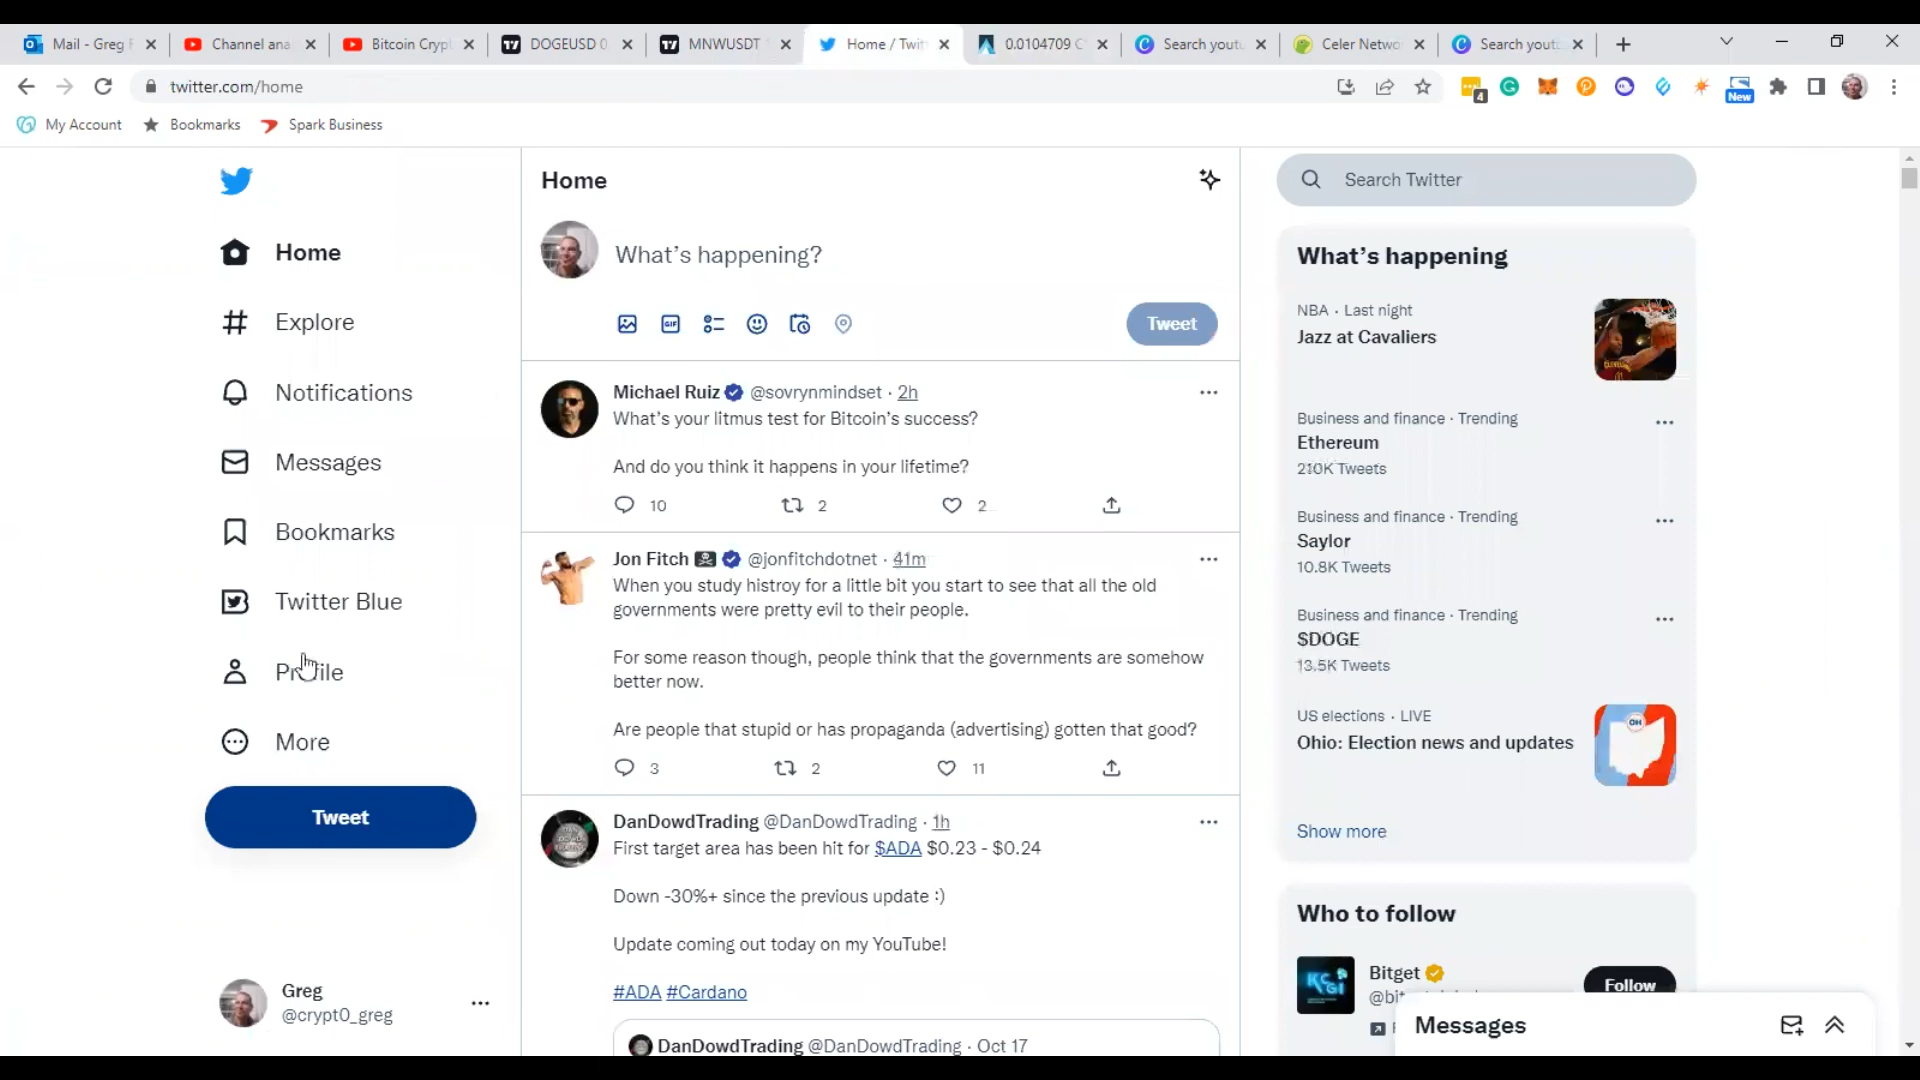 Mail - Greg
Channel ana
Bitcoin Crypt
DOGEUSD 0
MNWUSDT
Home / Twit
0.0104709
Search yout
Celer Netwo
Search yout
twitter.com/home
4
New
My Account
Bookmarks
Spark Business
Home
Explore
Notifications
Messages
Bookmarks
Twitter Blue
Profile
More
Tweet
Greg
@crypt0_greg
Home
What's happening?
GIF
Tweet
Michael Ruiz @sovrynmindset · 2h
What's your litmus test for Bitcoin's success?
And do you think it happens in your lifetime?
10 2 2
Jon Fitch @jonfitchdotnet · 41m
When you study histroy for a little bit you start to see that all the old
governments were pretty evil to their people.
For some reason though, people think that the governments are somehow
better now.
Are people that stupid or has propaganda (advertising) gotten that good?
3 2 11
DanDowdTrading @DanDowdTrading · 1h
First target area has been hit for $ADA $0.23 - $0.24
Down -30%+ since the previous update :)
Update coming out today on my YouTube!
#ADA #Cardano
DanDowdTrading @DanDowdTrading · Oct 17
Search Twitter
What's happening
NBA · Last night
Jazz at Cavaliers
Business and finance · Trending
Ethereum
210K Tweets
Business and finance · Trending
Saylor
10.8K Tweets
Business and finance · Trending
$DOGE
13.5K Tweets
US elections · LIVE
Ohio: Election news and updates
OH
Show more
Who to follow
KCGI
Bitget
Follow
Messages